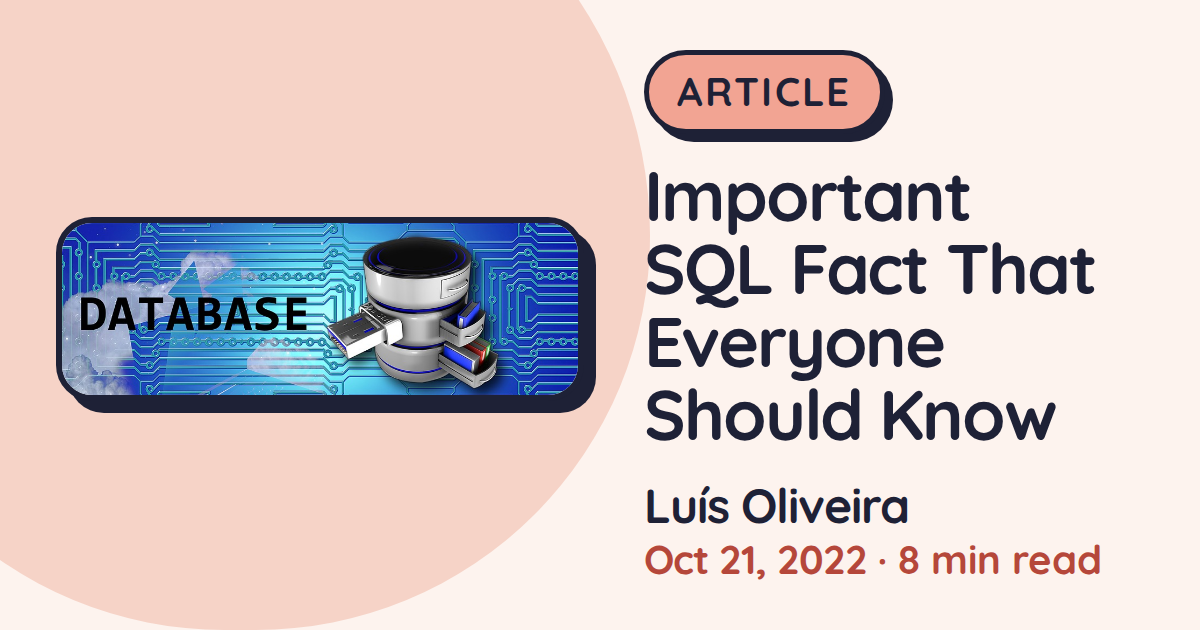 ARTICLE
Important
SQL Fact That
Everyone
Should Know
DATABASE
Luís Oliveira
Oct 21, 2022 · 8 min read